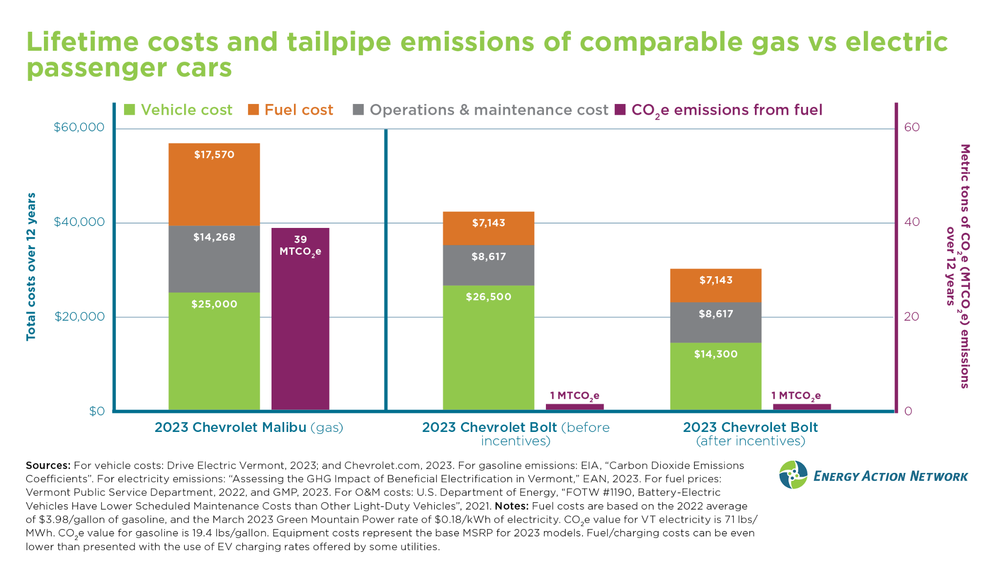 Lifetime costs and tailpipe emissions of comparable gas vs electric
passenger cars
Vehicle cost
Fuel cost
Operations & maintenance cost
CO₂e emissions from fuel
Total costs over 12 years
$60,000
$40,000
$20,000
$0
$17,570
$14,268
$25,000
39
MTCO₂e
$7,143
$8,617
$26,500
1 MTCO₂e
$7,143
$8,617
$14,300
1 MTCO₂e
60
40
20
0
Metric tons of CO₂e (MTCO₂e) emissions
over 12 years
2023 Chevrolet Malibu (gas)
2023 Chevrolet Bolt (before
incentives)
2023 Chevrolet Bolt
(after incentives)
Sources: For vehicle costs: Drive Electric Vermont, 2023; and Chevrolet.com, 2023. For gasoline emissions: EIA, “Carbon Dioxide Emissions
Coefficients”. For electricity emissions: “Assessing the GHG Impact of Beneficial Electrification in Vermont,” EAN, 2023. For fuel prices:
Vermont Public Service Department, 2022, and GMP, 2023. For O&M costs: U.S. Department of Energy, “FOTW #1190, Battery-Electric
Vehicles Have Lower Scheduled Maintenance Costs than Other Light-Duty Vehicles”, 2021. Notes: Fuel costs are based on the 2022 average
of $3.98/gallon of gasoline, and the March 2023 Green Mountain Power rate of $0.18/kWh of electricity. CO₂e value for VT electricity is 71 lbs/
MWh. CO₂e value for gasoline is 19.4 lbs/gallon. Equipment costs represent the base MSRP for 2023 models. Fuel/charging costs can be even
lower than presented with the use of EV charging rates offered by some utilities.
ENERGY ACTION NETWORK